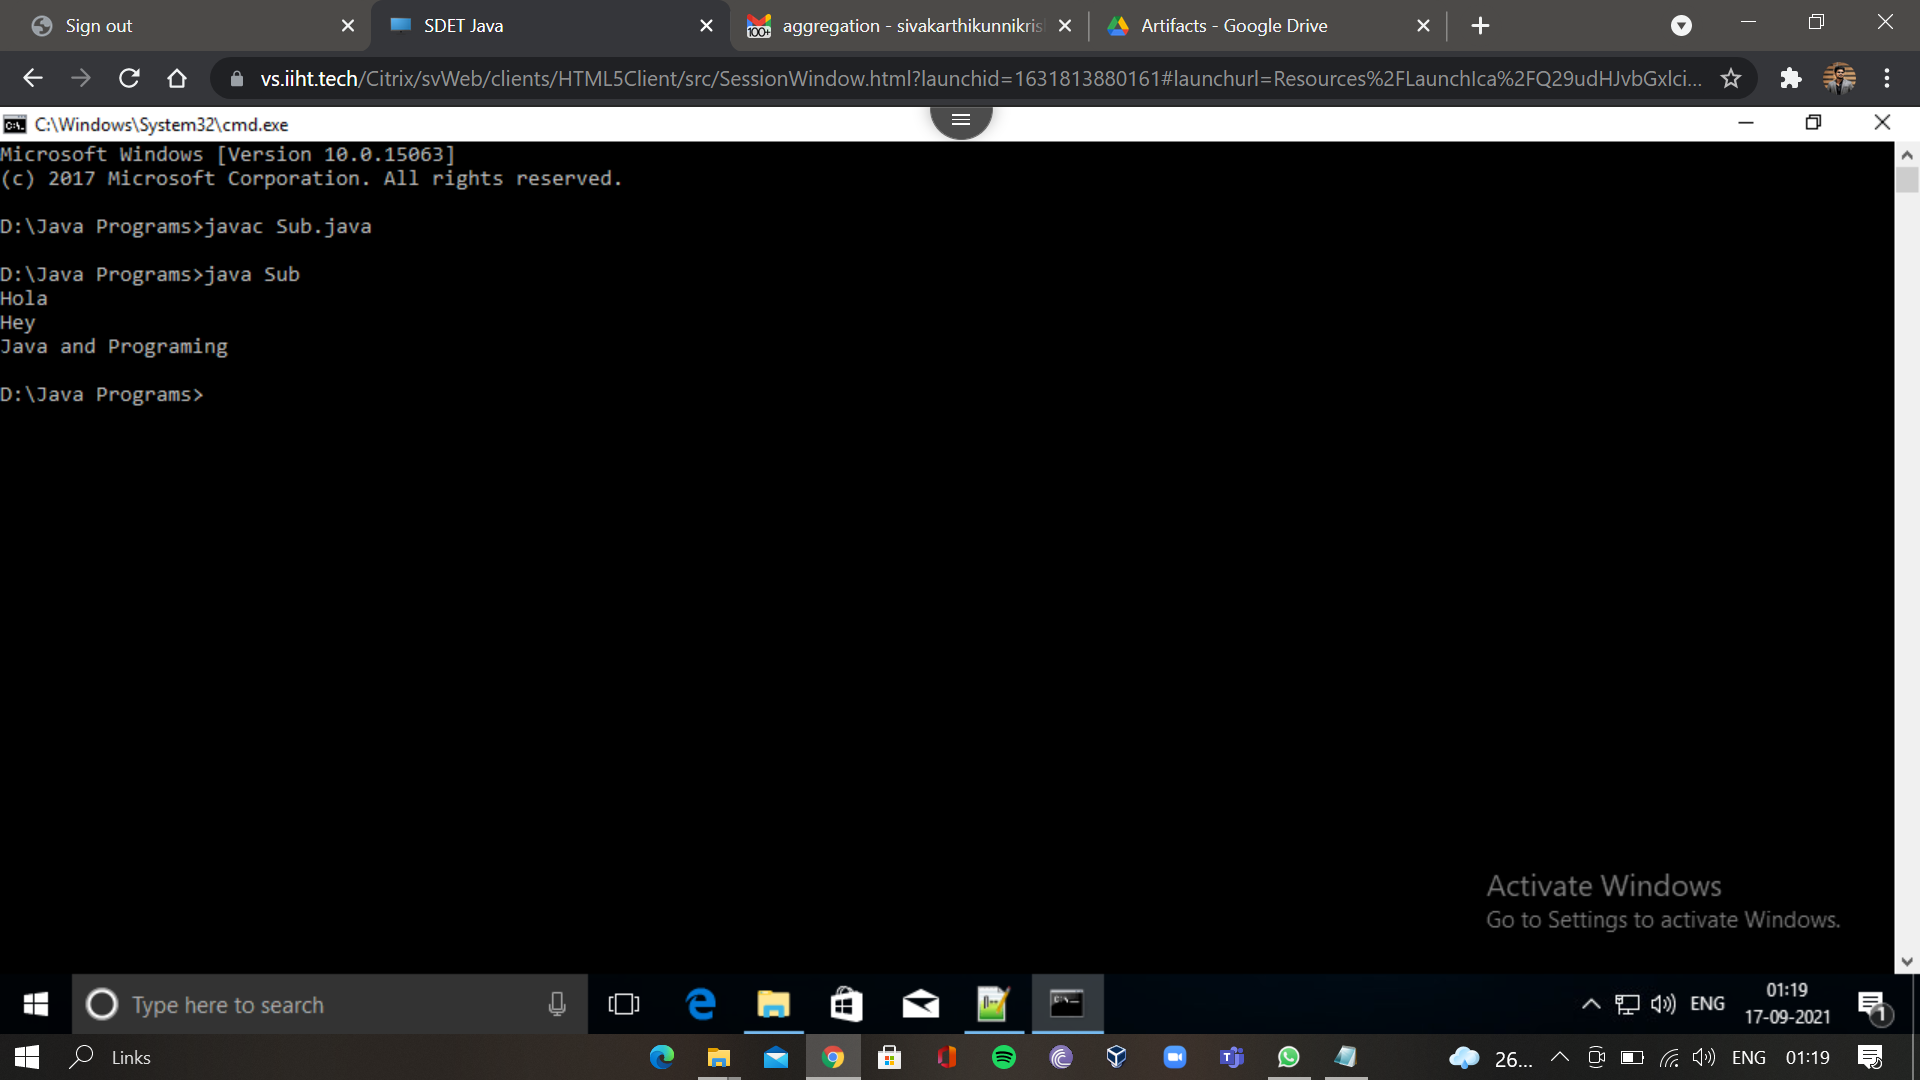 Sign out
SDET Java
aggregation - sivakarthikunnikris
Artifacts - Google Drive
vs.iiht.tech/Citrix/svWeb/clients/HTML5Client/src/SessionWindow.html?launchid=1631813880161#launchurl=Resources%2FLaunchIca%2FQ29udHJvbGxlci...
C:\Windows\System32\cmd.exe
Microsoft Windows [Version 10.0.15063]
(c) 2017 Microsoft Corporation. All rights reserved.
D:\Java Programs>javac Sub.java
D:\Java Programs>java Sub
Hola
Hey
Java and Programing
D:\Java Programs>
Activate Windows
Go to Settings to activate Windows.
Type here to search
ENG
01:19
17-09-2021
1
Links
26...
ENG
01:19